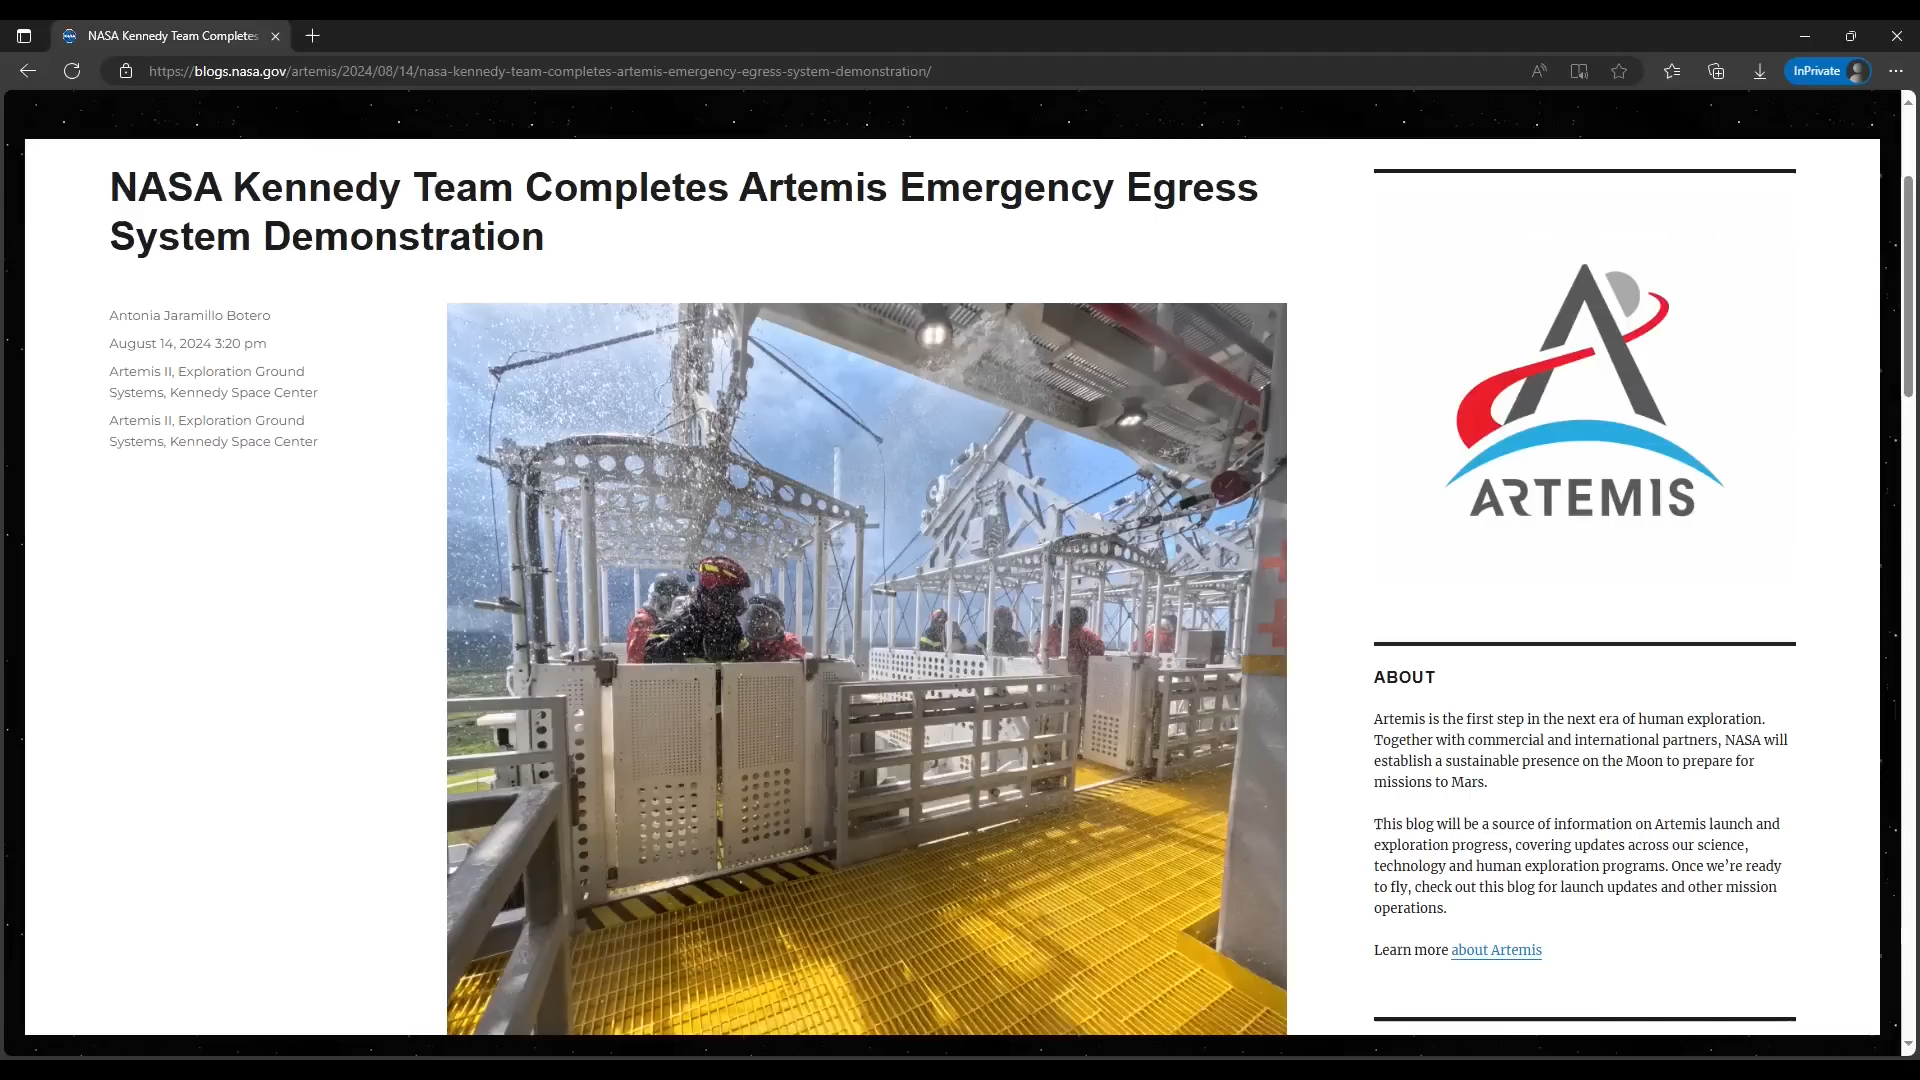 NASA Kennedy Team Completes
InPrivate
https://blogs.nasa.gov/artemis/2024/08/14/nasa-kennedy-team-completes-artemis-emergency-egress-system-demonstration/
NASA Kennedy Team Completes Artemis Emergency Egress
System Demonstration
Antonia Jaramillo Botero
August 14, 2024 3:20 pm
Artemis II, Exploration Ground
Systems, Kennedy Space Center
Artemis II, Exploration Ground
Systems, Kennedy Space Center
ARTEMIS
ABOUT
Artemis is the first step in the next era of human exploration.
Together with commercial and international partners, NASA will
establish a sustainable presence on the Moon to prepare for
missions to Mars.
This blog will be a source of information on Artemis launch and
exploration progress, covering updates across our science,
technology and human exploration programs. Once we’re ready
to fly, check out this blog for launch updates and other mission
operations.
Learn more about Artemis